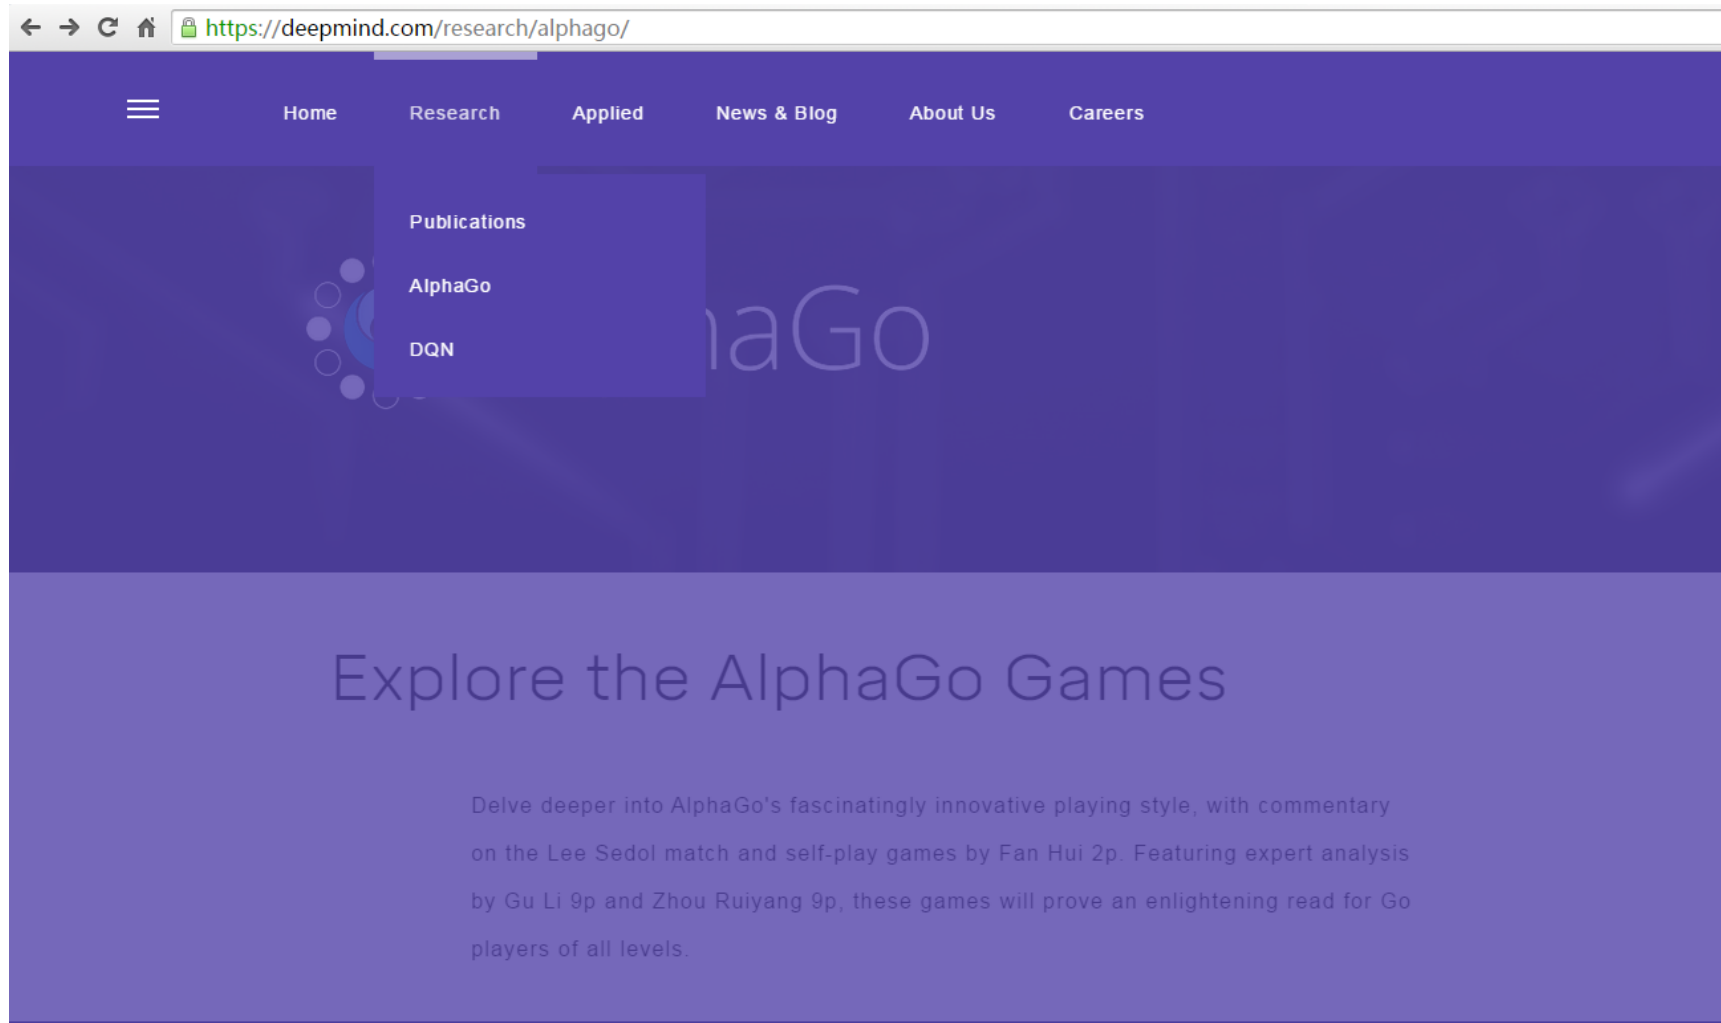 https://deepmind.com/research/alphago/
Home Research Applied News & Blog About Us Careers
Publications
AlphaGo
DQN
haGo
Explore the AlphaGo Games
Delve deeper into AlphaGo's fascinatingly innovative playing style, with commentary
on the Lee Sedol match and self-play games by Fan Hui 2p. Featuring expert analysis
by Gu Li 9p and Zhou Ruiyang 9p, these games will prove an enlightening read for Go
players of all levels.